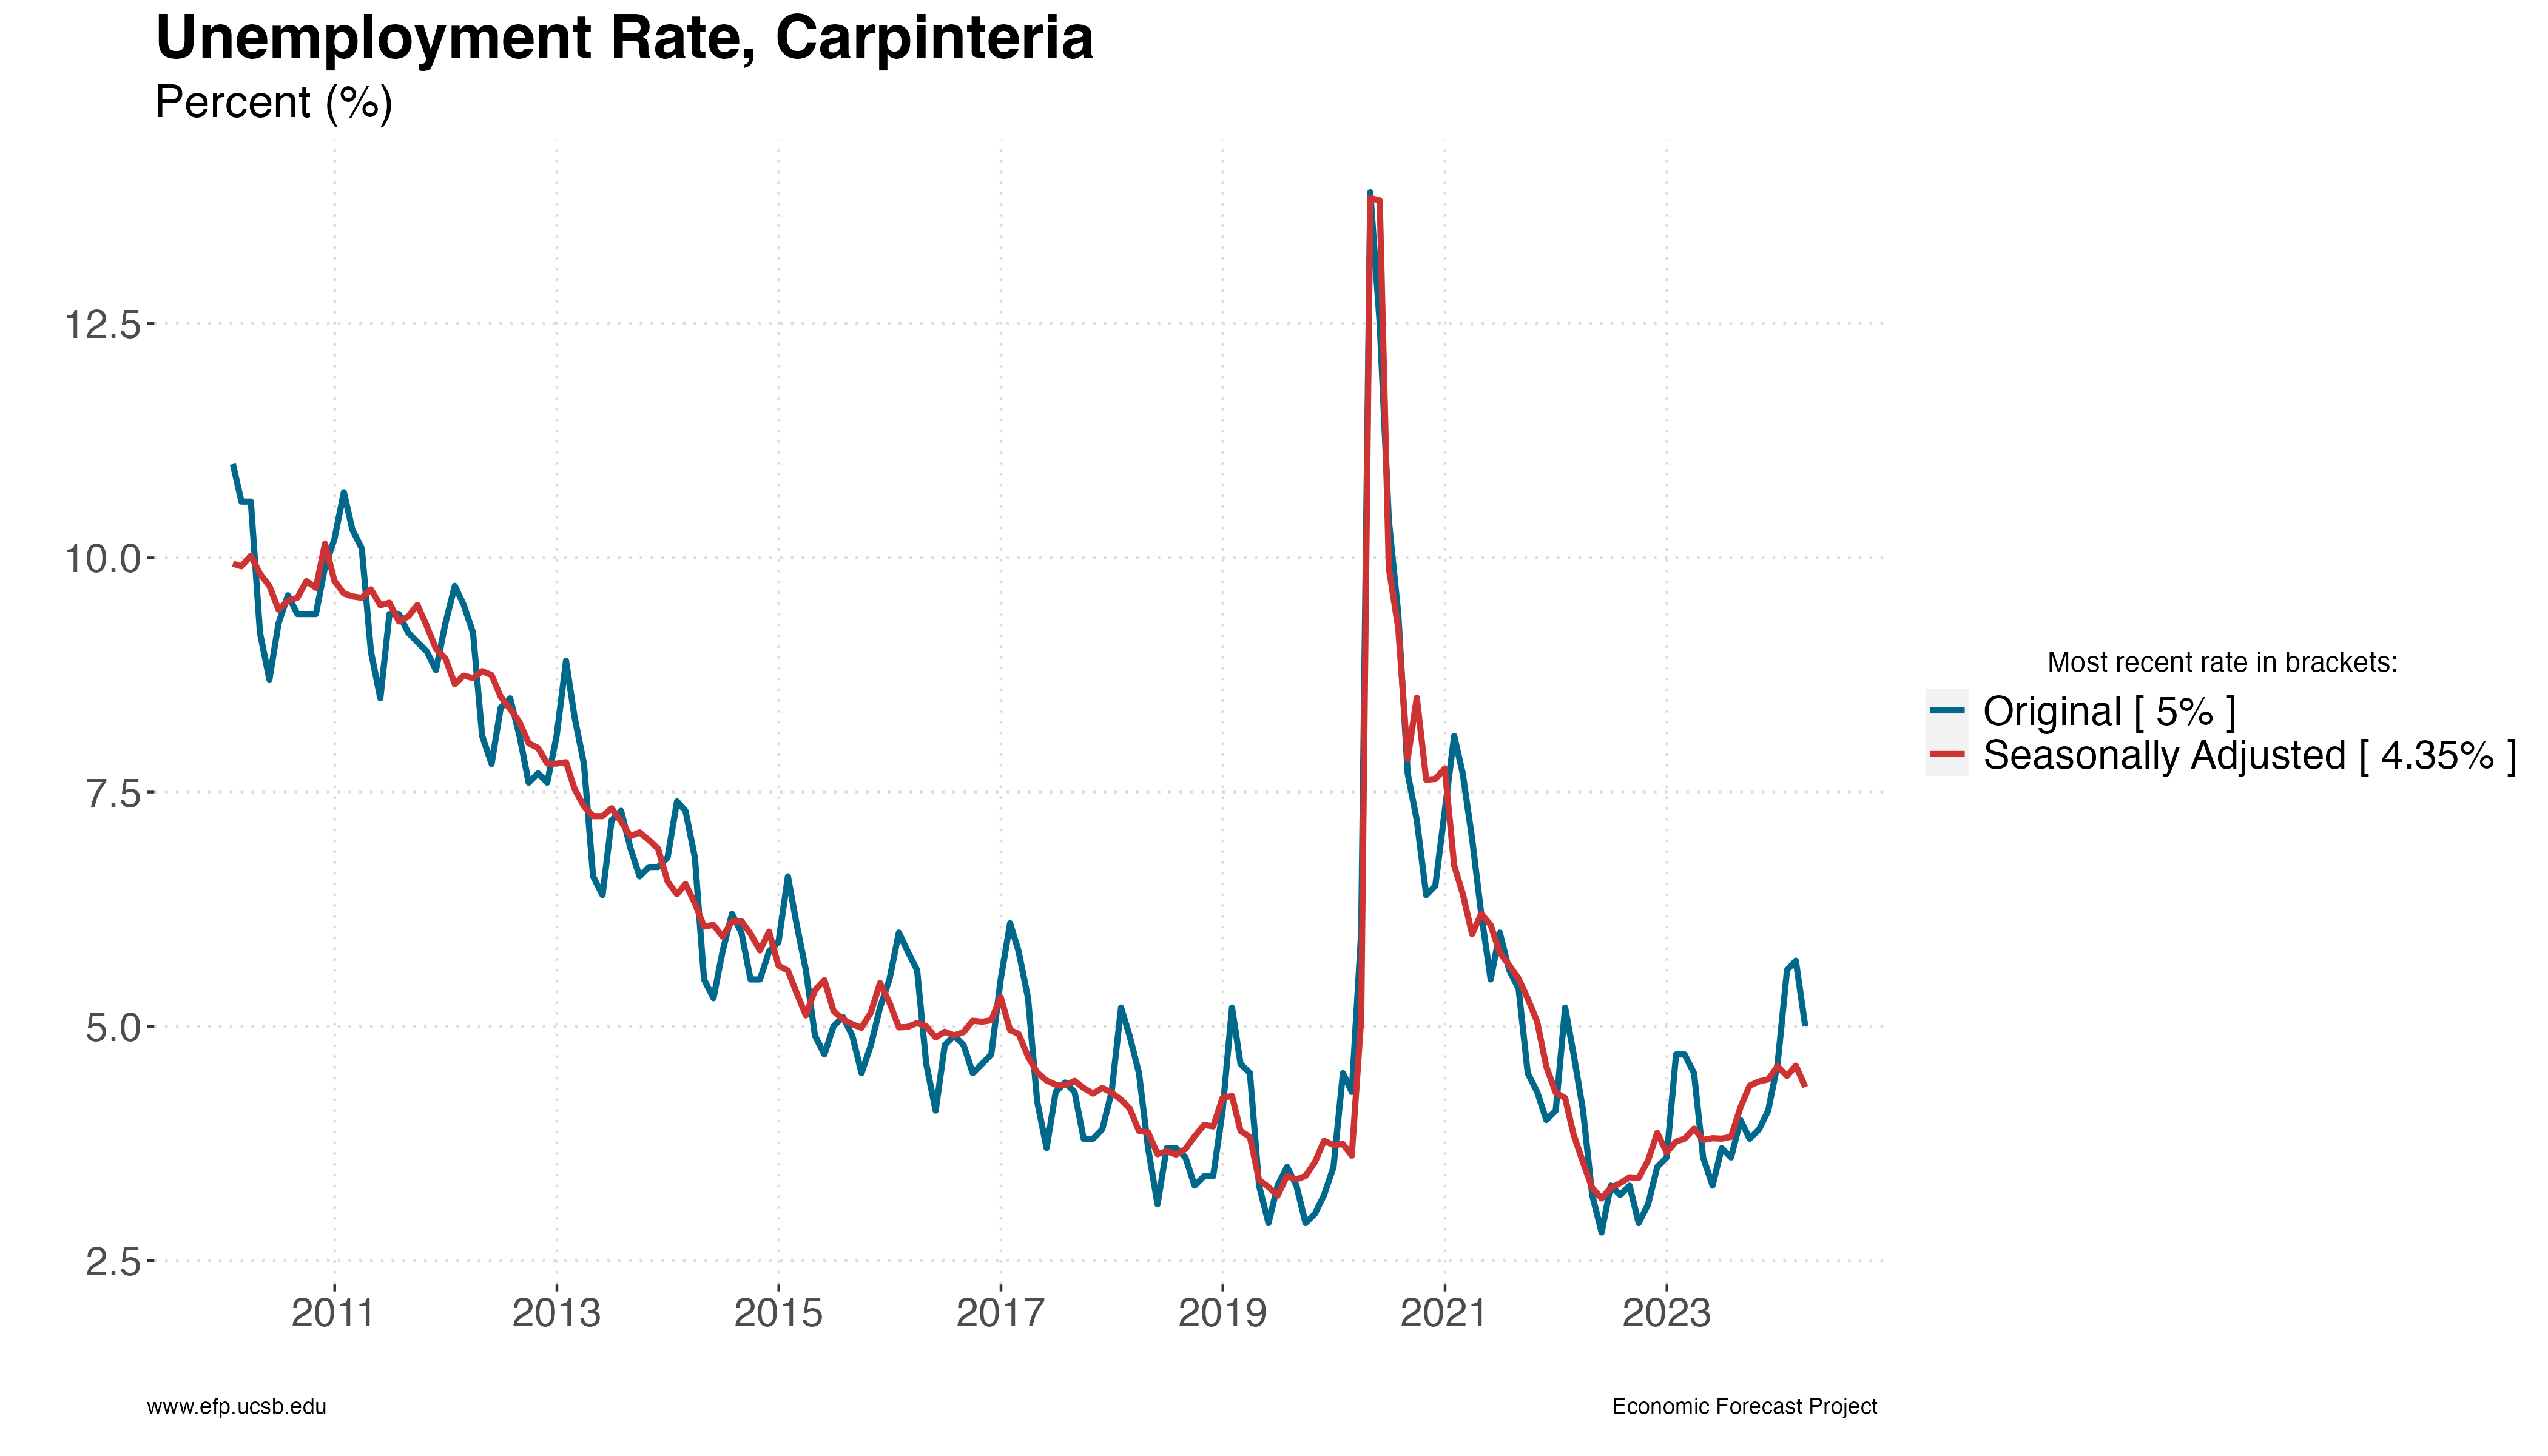 Unemployment Rate, Carpinteria
Percent (%)
12.5
10.0
7.5
5.0
2.5
2011 2013 2015 2017 2019 2021 2023
Most recent rate in brackets:
Original [ 5% ]
Seasonally Adjusted [ 4.35% ]
www.efp.ucsb.edu
Economic Forecast Project